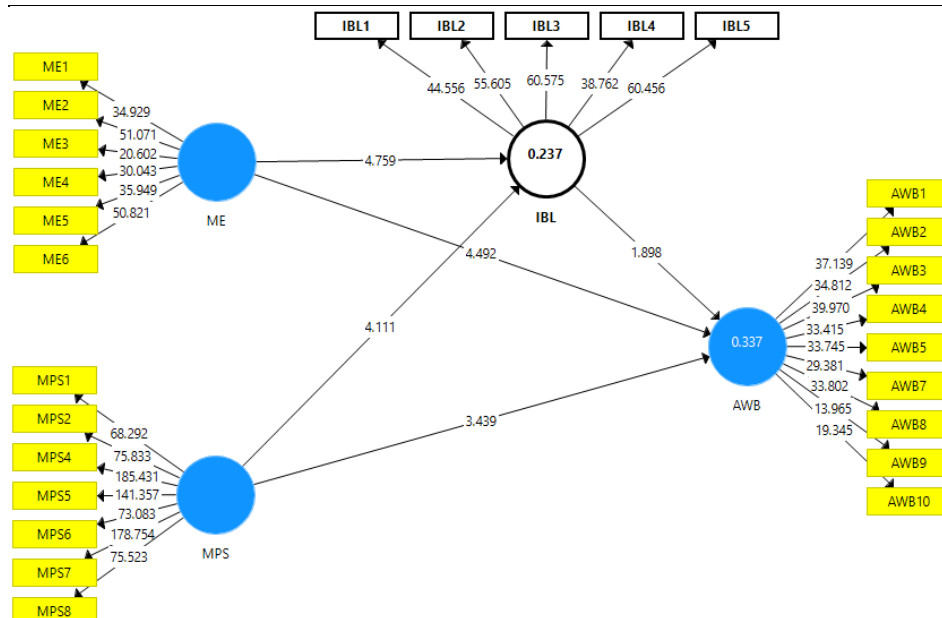 IBL1
IBL2
IBL3
IBL4
IBL5
44.556
55.605
60.575
38.762
60.456
0.237
IBL
ME1
ME2
ME3
ME4
ME5
ME6
34.929
51.071
20.602
30.043
35.949
50.821
ME
4.759
4.492
1.898
4.111
3.439
AWB1
AWB2
AWB3
AWB4
AWB5
AWB7
AWB8
AWB9
AWB10
37.139
34.812
39.970
33.415
33.745
29.381
33.802
13.965
19.345
0.337
AWB
MPS1
MPS2
MPS4
MPS5
MPS6
MPS7
MPS8
68.292
75.833
185.431
141.357
73.083
178.754
75.523
MPS